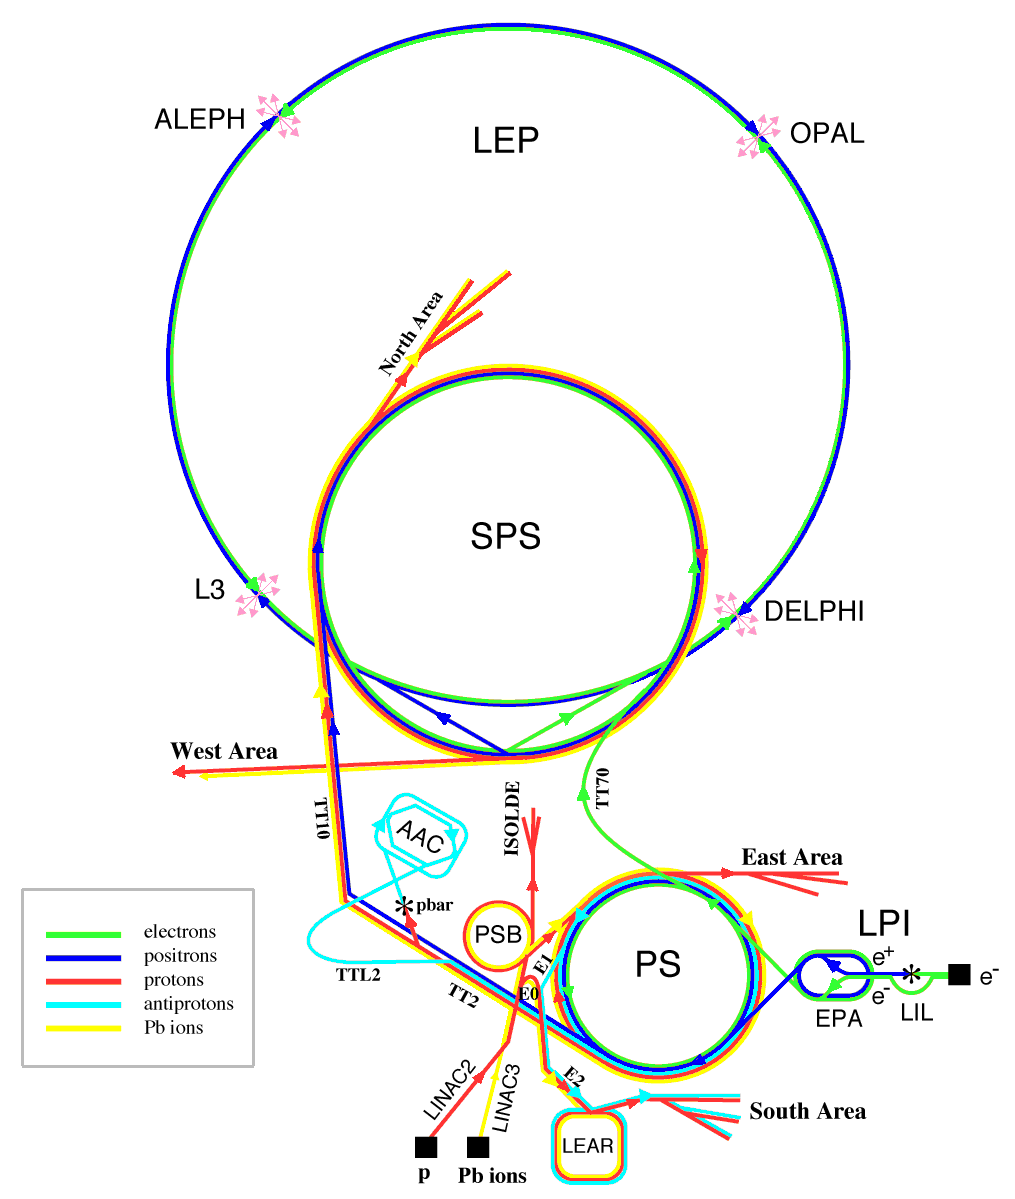 ALEPH
OPAL
LEP
North Area
SPS
L3
DELPHI
West Area
TT10
TT70
ISOLDE
AAC
pbar
East Area
PSB
PS
LPI
E1
E0
TTL2
TT2
e+
e-
e-
EPA
LIL
electrons
positrons
protons
antiprotons
Pb ions
LINAC2
LINAC3
E2
South Area
LEAR
p
Pb ions